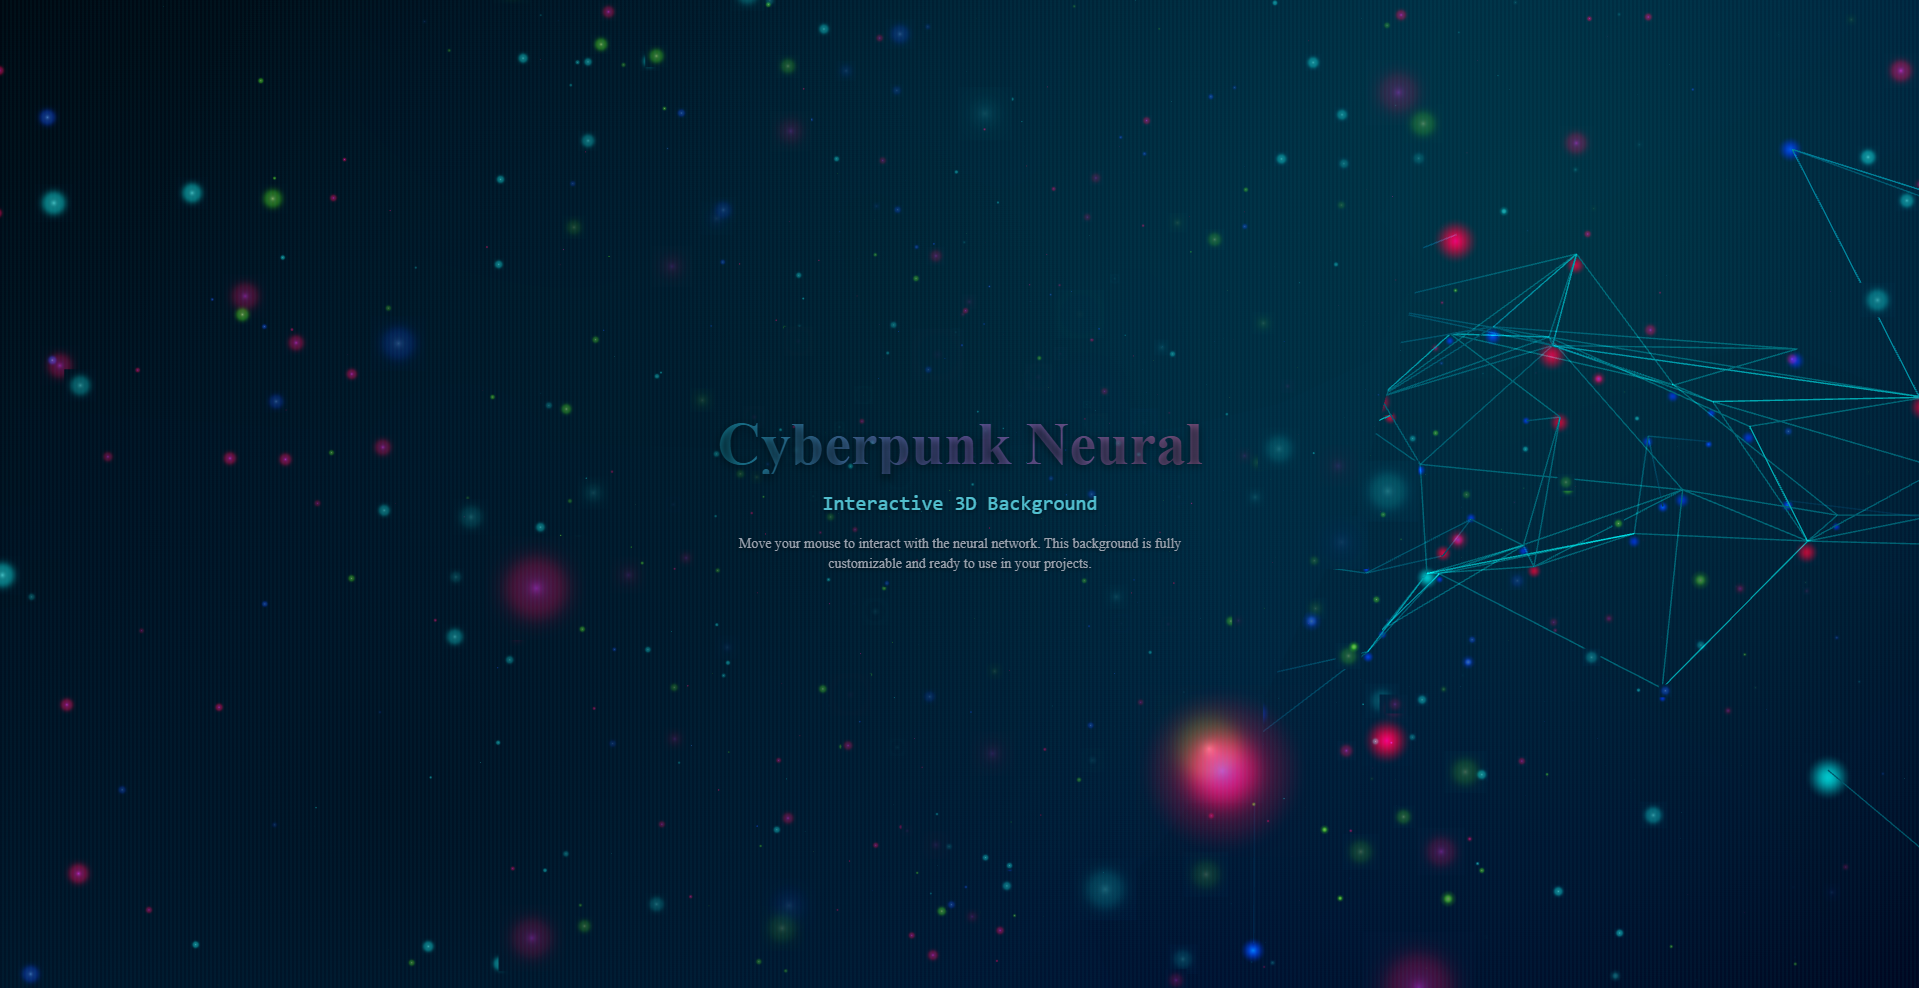 Cyberpunk Neural
Interactive 3D Background
Move your mouse to interact with the neural network. This background is fully
customizable and ready to use in your projects.